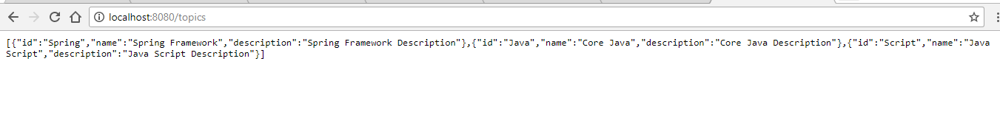 localhost:8080/topics
[{"id":"Spring","name":"Spring Framework","description":"Spring Framework Description"},{"id":"Java","name":"Core Java","description":"Core Java Description"},{"id":"Script","name":"Java
Script","description":"Java Script Description"}]